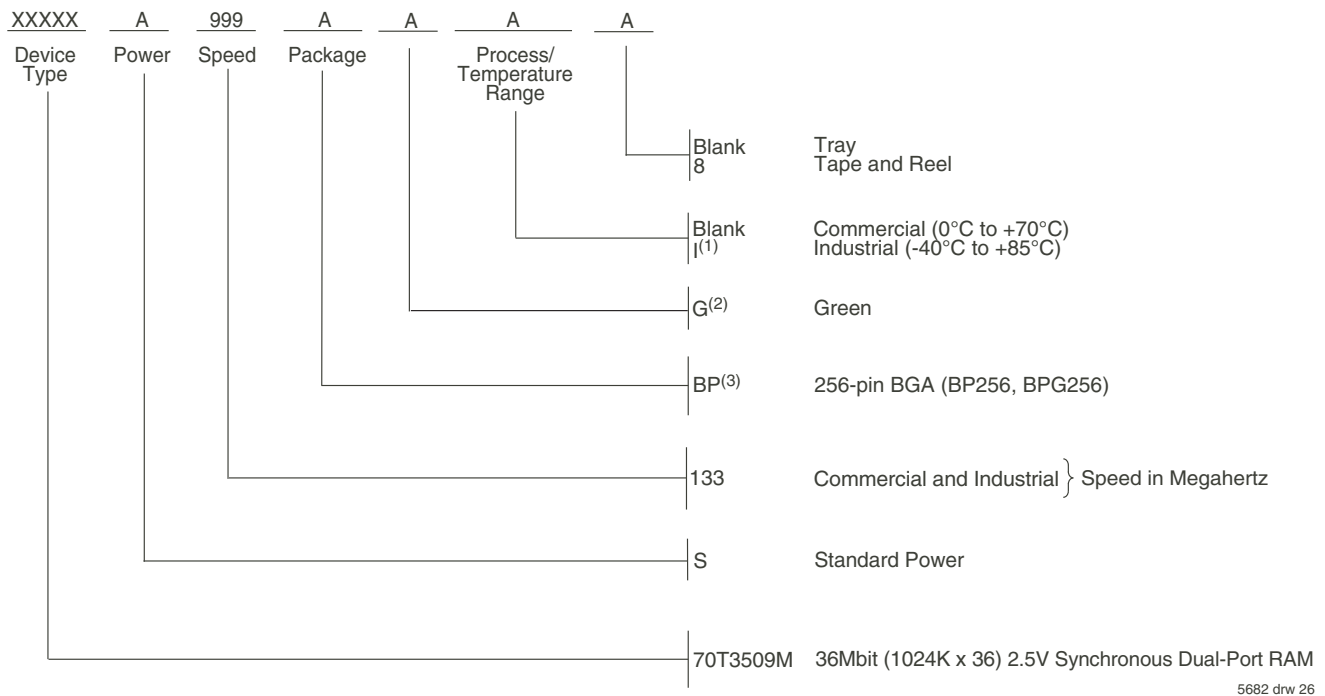 XXXXX A 999 A A A A
Device Type Power Speed Package Process/ Temperature Range
Blank Tray
8 Tape and Reel
Blank Commercial (0°C to +70°C)
I(1) Industrial (-40°C to +85°C)
G(2) Green
BP(3) 256-pin BGA (BP256, BPG256)
133 Commercial and Industrial } Speed in Megahertz
S Standard Power
70T3509M 36Mbit (1024K x 36) 2.5V Synchronous Dual-Port RAM
5682 drw 26